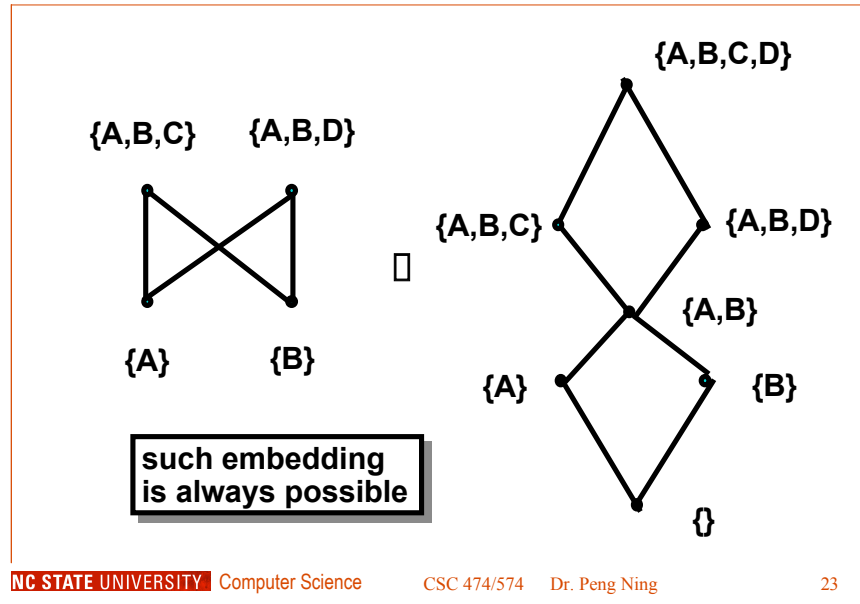 {A,B,C,D}
{A,B,C} {A,B,D}
{A,B,C} {A,B,D}
{A,B}
{A} {B}
{A} {B}
such embedding
is always possible
{}
NC STATE UNIVERSITY Computer Science CSC 474/574 Dr. Peng Ning 23